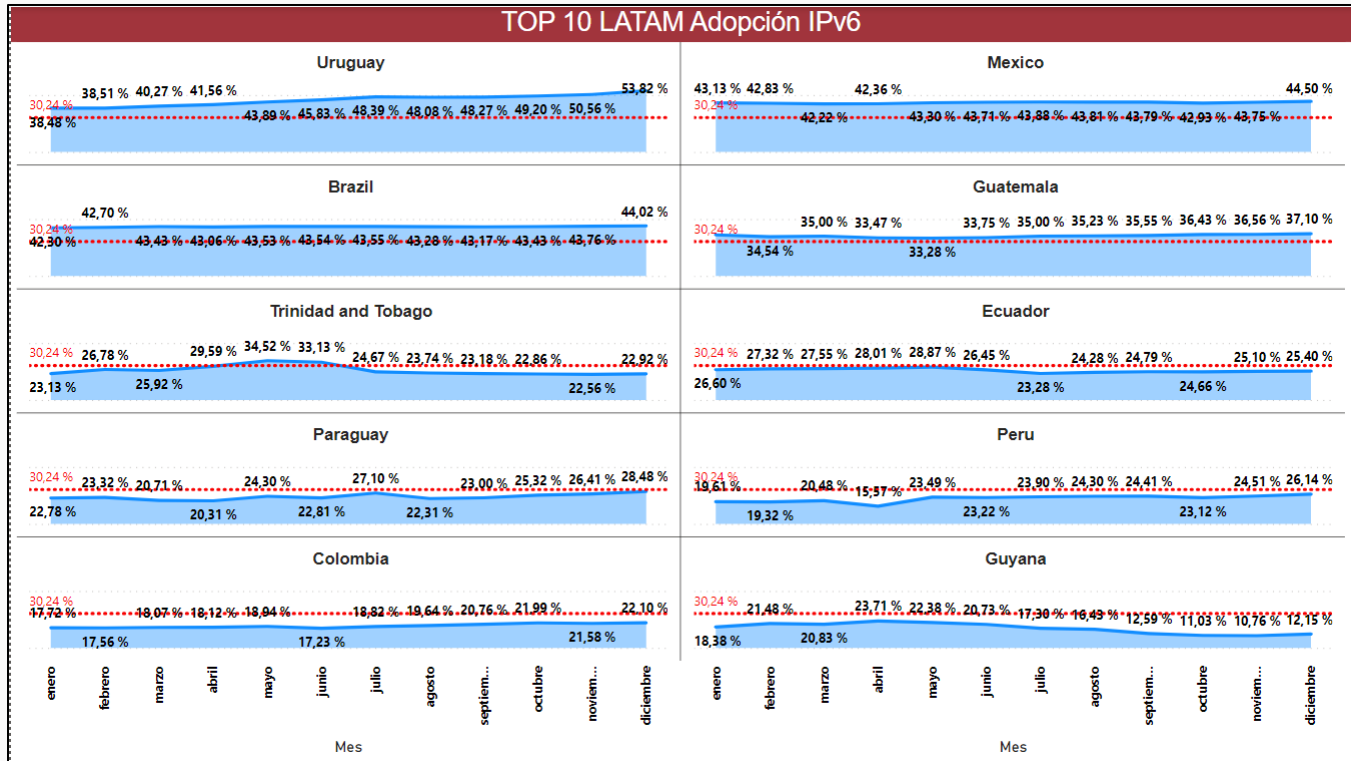 TOP 10 LATAM Adopción IPv6
Uruguay
38,51 % 40,27 % 41,56 % 53,82 %
30,24 %
38,48 % 43,89 % 45,83 % 48,39 % 48,08 % 48,27 % 49,20 % 50,56 %
Mexico
43,13 % 42,83 % 42,36 % 44,50 %
30,24 %
42,22 % 43,30 % 43,71 % 43,88 % 43,81 % 43,79 % 42,93 % 43,75 %
Brazil
42,70 % 44,02 %
30,24 %
42,30 % 43,43 % 43,06 % 43,53 % 43,54 % 43,55 % 43,28 % 43,17 % 43,43 % 43,76 %
Guatemala
35,00 % 33,47 % 33,75 % 35,00 % 35,23 % 35,55 % 36,43 % 36,56 % 37,10 %
30,24 %
34,54 % 33,28 %
Trinidad and Tobago
30,24 % 26,78 % 29,59 % 34,52 % 33,13 % 24,67 % 23,74 % 23,18 % 22,86 % 22,92 %
23,13 % 25,92 % 22,56 %
Ecuador
30,24 % 27,32 % 27,55 % 28,01 % 28,87 % 26,45 % 24,28 % 24,79 % 25,10 % 25,40 %
26,60 % 23,28 % 24,66 %
Paraguay
30,24 % 23,32 % 20,71 % 24,30 % 27,10 % 23,00 % 25,32 % 26,41 % 28,48 %
22,78 % 20,31 % 22,81 % 22,31 %
Peru
30,24 %
19,61 % 20,48 % 15,57 % 23,49 % 23,90 % 24,30 % 24,41 % 24,51 % 26,14 %
19,32 % 23,22 % 23,12 %
Colombia
30,24 %
17,72 % 18,07 % 18,12 % 18,94 % 18,82 % 19,64 % 20,76 % 21,99 % 22,10 %
17,56 % 17,23 % 21,58 %
Guyana
30,24 % 21,48 % 23,71 % 22,38 % 20,73 % 17,30 % 16,43 % 12,59 % 11,03 % 10,76 % 12,15 %
18,38 % 20,83 %
enero febrero marzo abril mayo junio julio agosto septiem... octubre noviem... diciembre
Mes
enero febrero marzo abril mayo junio julio agosto septiem... octubre noviem... diciembre
Mes